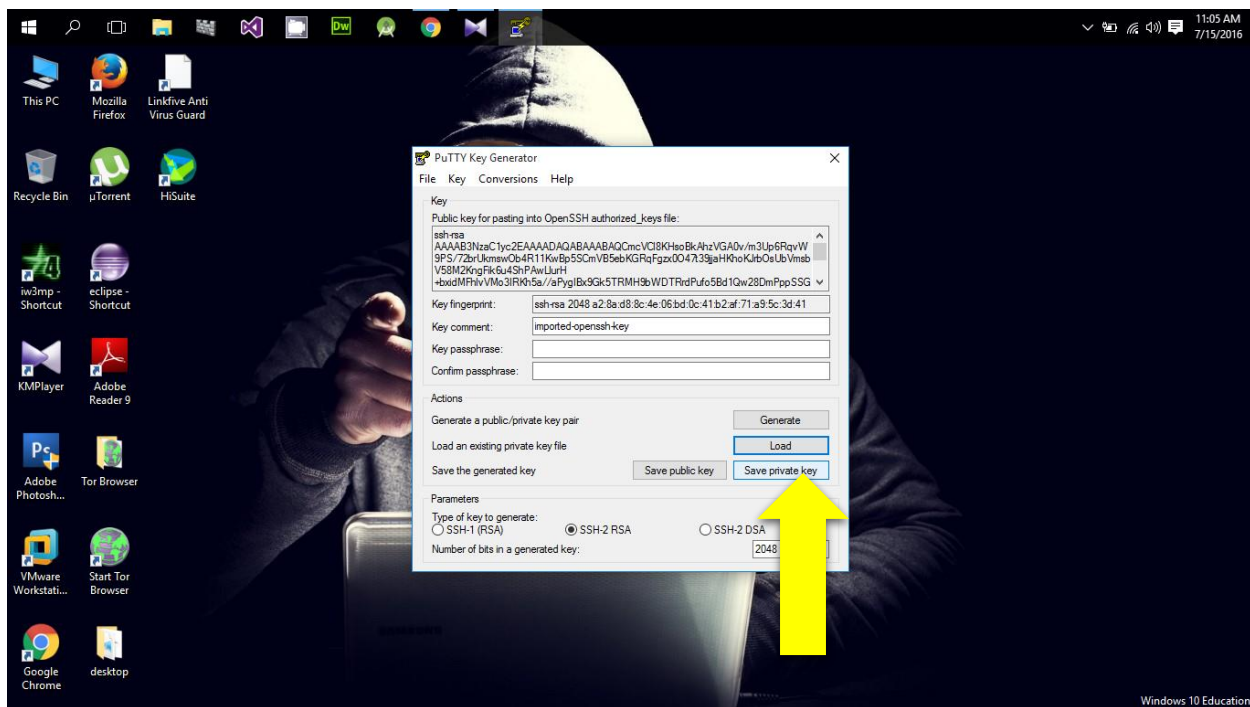 Dw
11:05 AM
7/15/2016
This PC
Mozilla
Firefox
Linkfive Anti
Virus Guard
Recycle Bin
µTorrent
HiSuite
iw3mp -
Shortcut
eclipse -
Shortcut
KMPlayer
Adobe
Reader 9
Ps
Adobe
Photosh...
Tor Browser
VMware
Workstati...
Start Tor
Browser
Google
Chrome
desktop
PuTTY Key Generator
File Key Conversions Help
Key
Public key for pasting into OpenSSH authorized_keys file:
ssh-rsa
Key fingerprint: ssh-rsa 2048 a2:8a:d8:8c:4e:06:bd:0c:41:b2:af:71:a9:5c:3d:41
Key comment: imported-openssh-key
Key passphrase:
Confirm passphrase:
Actions
Generate a public/private key pair Generate
Load an existing private key file Load
Save the generated key Save public key Save private key
Parameters
Type of key to generate:
SSH-1 (RSA) SSH-2 RSA SSH-2 DSA
Number of bits in a generated key: 2048
Windows 10 Education